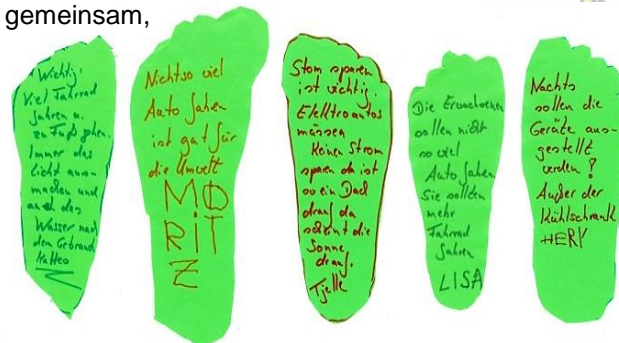 gemeinsam,
Wichtig!
Viel Fahrrad
fahren u.
zu Fuß gehen.
Immer das
Licht aus-
machen und
auch das
Wasser nach
dem Gebrauch
Matteo
Nicht so viel
Auto fahren
ist gut für
die Umwelt
MO
RIT
Z
Strom sparen
ist wichtig.
Elektroautos
müssen
keinen Strom
sparen da ist
so ein Dach
drauf da
scheint die
Sonne
drauf.
Tjelle
Die Erwachsenen
sollen nicht
so viel
Auto fahren.
Sie sollten
mehr
Fahrrad
fahren
LISA
Nachts
sollen die
Geräte aus-
gestellt
werden!
Außer der
Kühlschrank
HERY